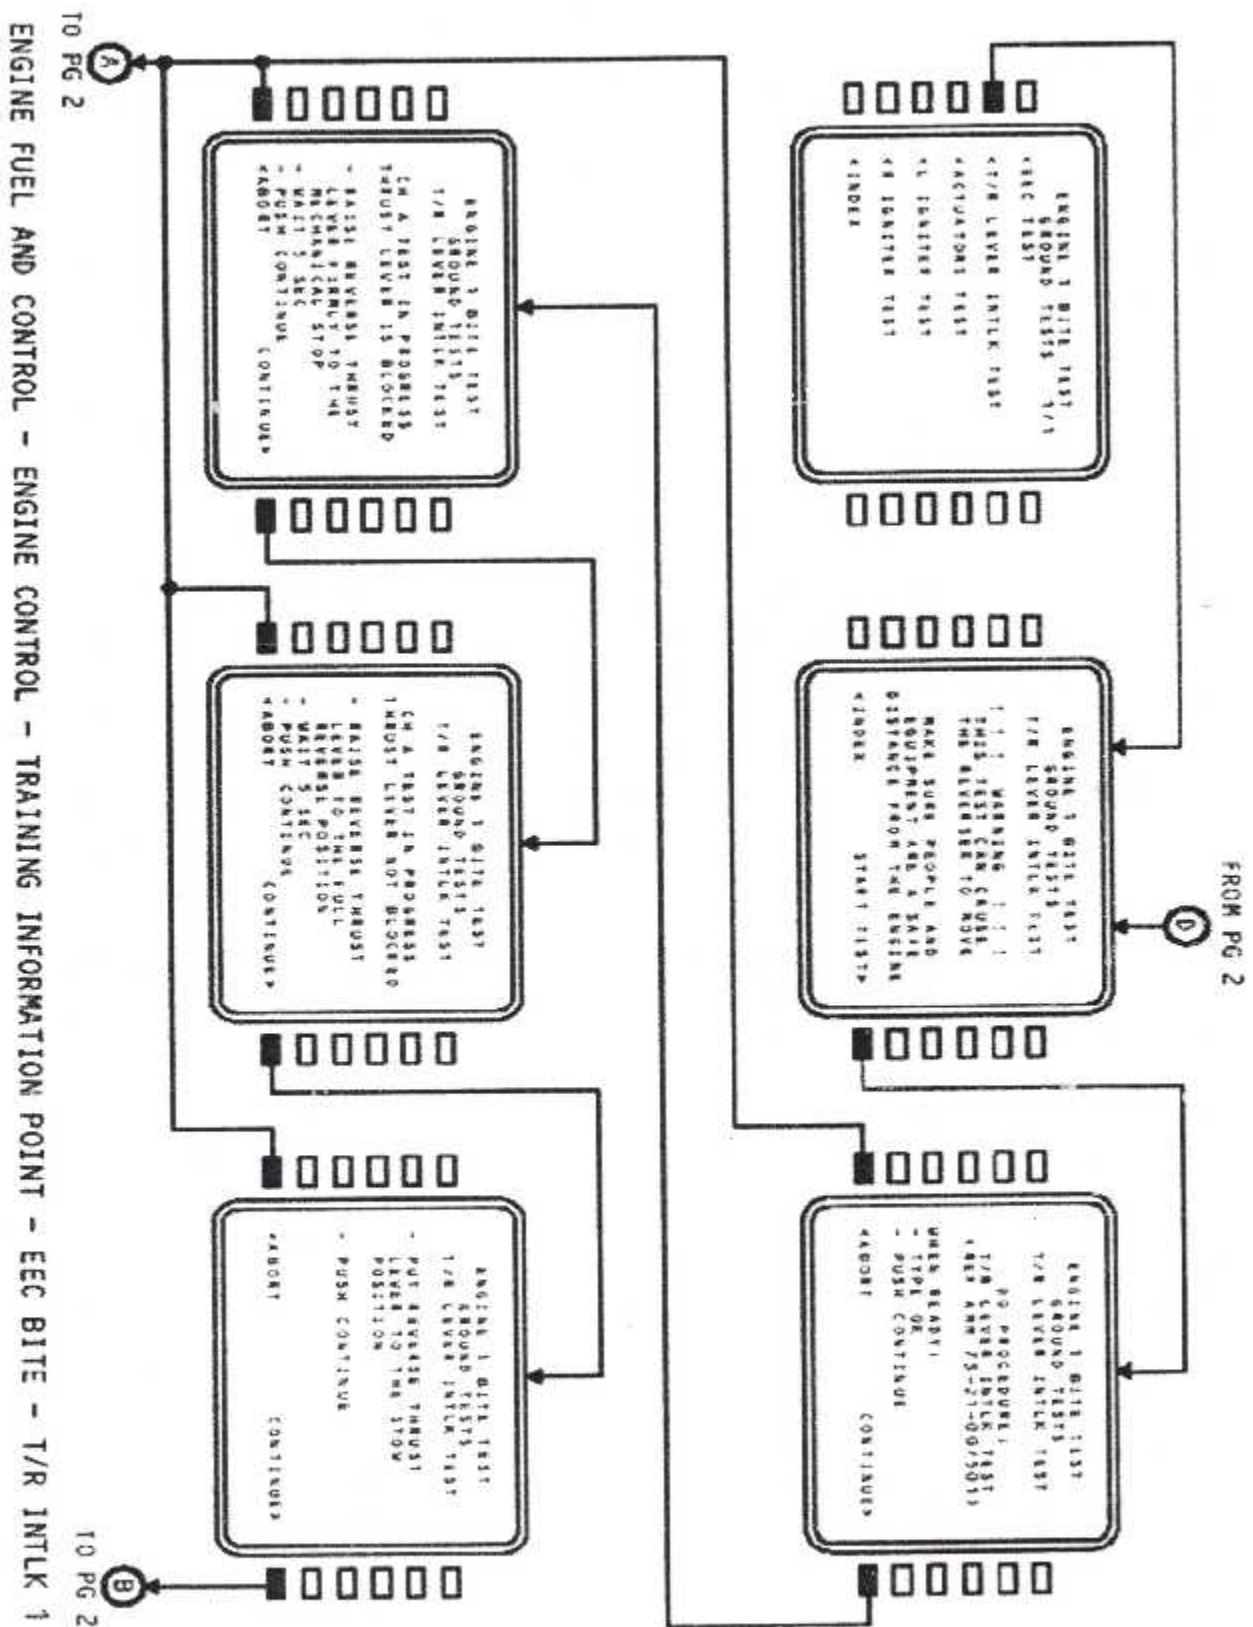 FROM PG 2
D
ENGINE 1 BITE TEST
GROUND TESTS 1/1
<EEC TEST
<T/R LEVER INTLK TEST
<ACTUATORS TEST
<L IGNITER TEST
<R IGNITER TEST
<INDEX
ENGINE 1 BITE TEST
GROUND TESTS
T/R LEVER INTLK TEST
! ! ! WARNING ! ! !
THIS TEST CAN CAUSE
THE REVERSER TO MOVE
MAKE SURE PEOPLE AND
EQUIPMENT ARE A SAFE
DISTANCE FROM THE ENGINE
<INDEX START TEST>
ENGINE 1 BITE TEST
GROUND TESTS
T/R LEVER INTLK TEST
DO PROCEDURE:
T/R LEVER INTLK TEST
(REF AMM 73-21-00/501)
WHEN READY:
- TYPE OK
- PUSH CONTINUE
<ABORT CONTINUE>
ENGINE 1 BITE TEST
GROUND TESTS
T/R LEVER INTLK TEST
CH A TEST IN PROGRESS
THRUST LEVER IS BLOCKED
- RAISE REVERSE THRUST
LEVER FIRMLY TO THE
MECHANICAL STOP
- WAIT 5 SEC
- PUSH CONTINUE
<ABORT CONTINUE>
ENGINE 1 BITE TEST
GROUND TESTS
T/R LEVER INTLK TEST
CH A TEST IN PROGRESS
THRUST LEVER NOT BLOCKED
- RAISE REVERSE THRUST
LEVER TO THE FULL
REVERSE POSITION
- WAIT 5 SEC
- PUSH CONTINUE
<ABORT CONTINUE>
ENGINE 1 BITE TEST
GROUND TESTS
T/R LEVER INTLK TEST
- PUT REVERSE THRUST
LEVER TO THE STOW
POSITION
- PUSH CONTINUE
<ABORT CONTINUE>
A
TO PG 2
B
TO PG 2
ENGINE FUEL AND CONTROL - ENGINE CONTROL - TRAINING INFORMATION POINT - EEC BITE - T/R INTLK 1